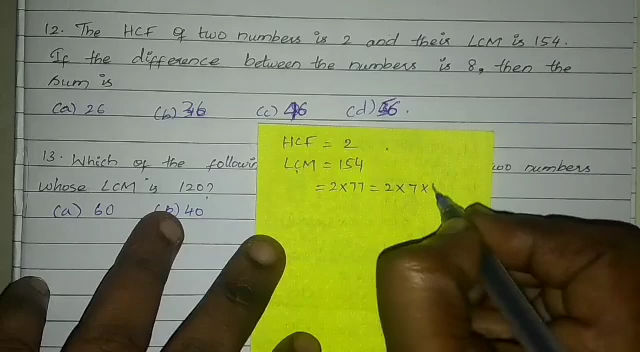 12. The HCF of two numbers is 2 and their LCM is 154.
If the difference between the numbers is 8, then the
sum is
(a) 26 (b) 36 (c) 46 (d) 56.
HCF = 2
13. Which of the
LCM = 154
numbers
= 2×77 = 2×7×
whose LCM is 120?
(a) 60 (b) 40